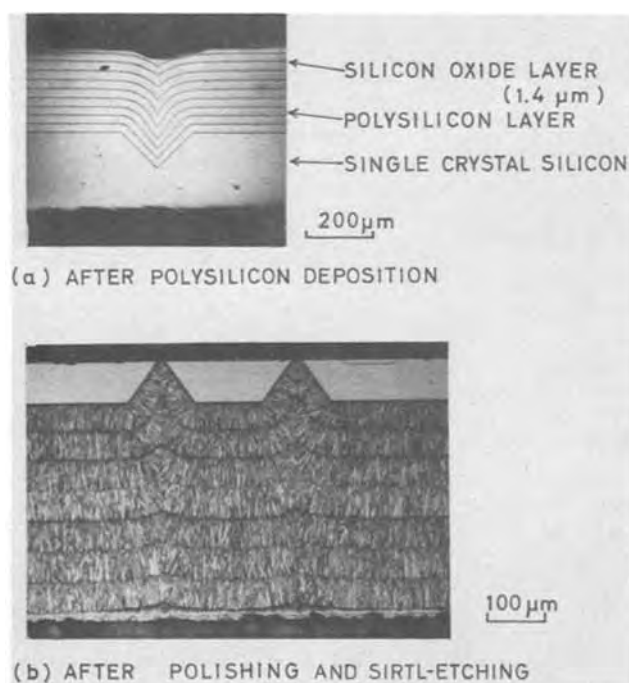 SILICON OXIDE LAYER
(1.4 μm)
POLYSILICON LAYER
SINGLE CRYSTAL SILICON
200μm
(a) AFTER POLYSILICON DEPOSITION
100μm
(b) AFTER POLISHING AND SIRTL-ETCHING